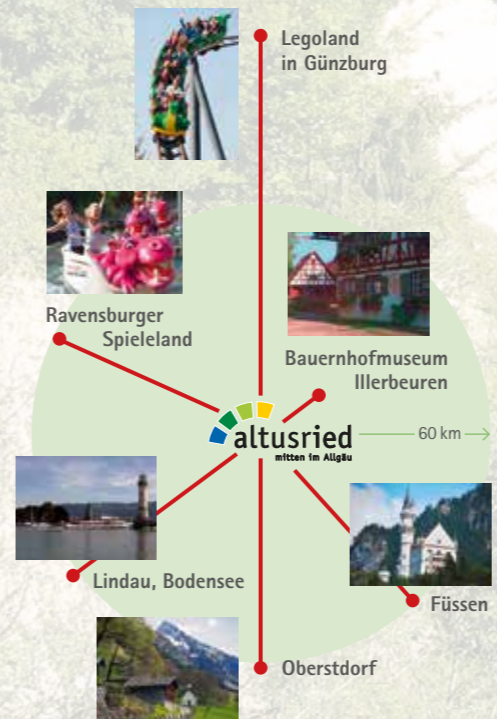 Legoland
in Günzburg
Ravensburger
Spieleland
Bauernhofmuseum
Illerbeuren
altusried
mitten im Allgäu
60 km
Lindau, Bodensee
Füssen
Oberstdorf